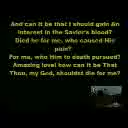 And can it be that I should gain An
interest in the Savior's blood?
Died he for me, who caused His
pain?
For me, who Him to death pursued?
Amazing love! how can it be That
Thou, my God, shouldst die for me?